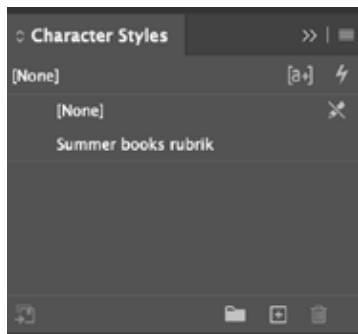 Character Styles
[None] [a+]
[None]
Summer books rubrik